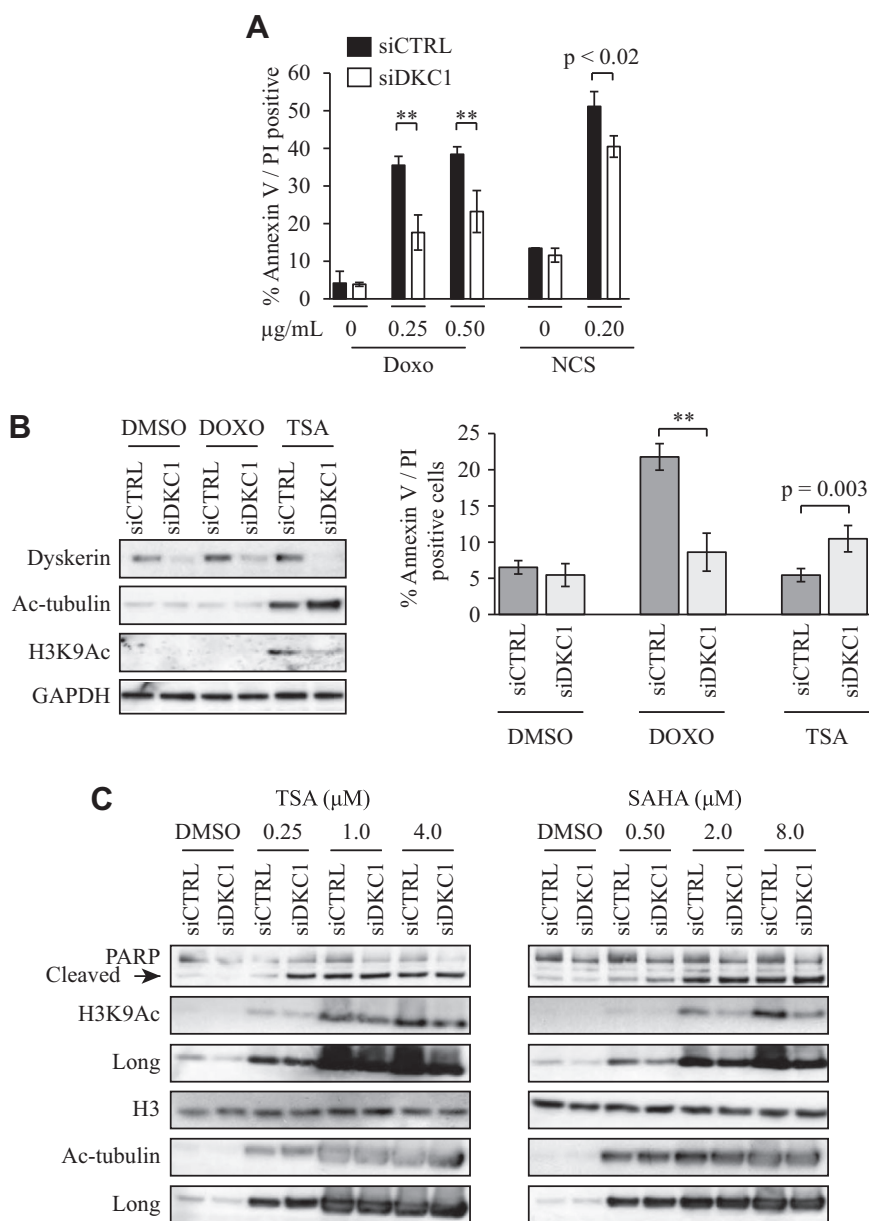 A
siCTRL
siDKC1
p < 0.02
**
**
% Annexin V / PI positive
60
50
40
30
20
10
0
µg/mL
0
0.25
0.50
0
0.20
Doxo
NCS
B
DMSO
DOXO
TSA
siCTRL
siDKC1
siCTRL
siDKC1
siCTRL
siDKC1
Dyskerin
Ac-tubulin
H3K9Ac
GAPDH
% Annexin V / PI
positive cells
25
20
15
10
5
0
**
p = 0.003
siCTRL
siDKC1
siCTRL
siDKC1
siCTRL
siDKC1
DMSO
DOXO
TSA
C
TSA (µM)
DMSO
0.25
1.0
4.0
siCTRL
siDKC1
siCTRL
siDKC1
siCTRL
siDKC1
siCTRL
siDKC1
SAHA (µM)
DMSO
0.50
2.0
8.0
siCTRL
siDKC1
siCTRL
siDKC1
siCTRL
siDKC1
siCTRL
siDKC1
PARP
Cleaved
H3K9Ac
Long
H3
Ac-tubulin
Long